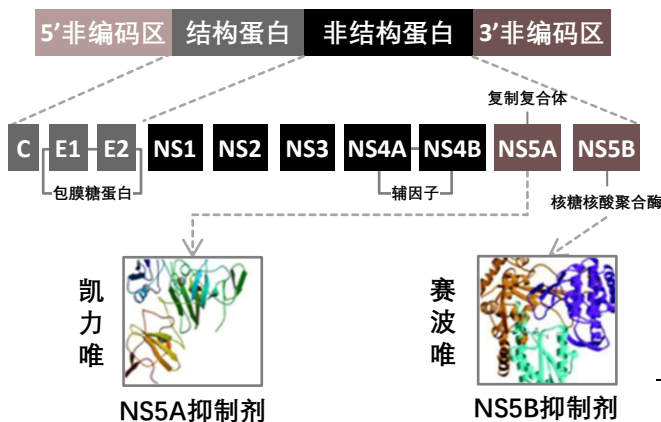 5’非编码区 结构蛋白 非结构蛋白 3’非编码区
复制复合体
C E1 E2 NS1 NS2 NS3 NS4A NS4B NS5A NS5B
包膜糖蛋白 辅因子 核糖核酸聚合酶
凯力唯
赛波唯
NS5A抑制剂 NS5B抑制剂